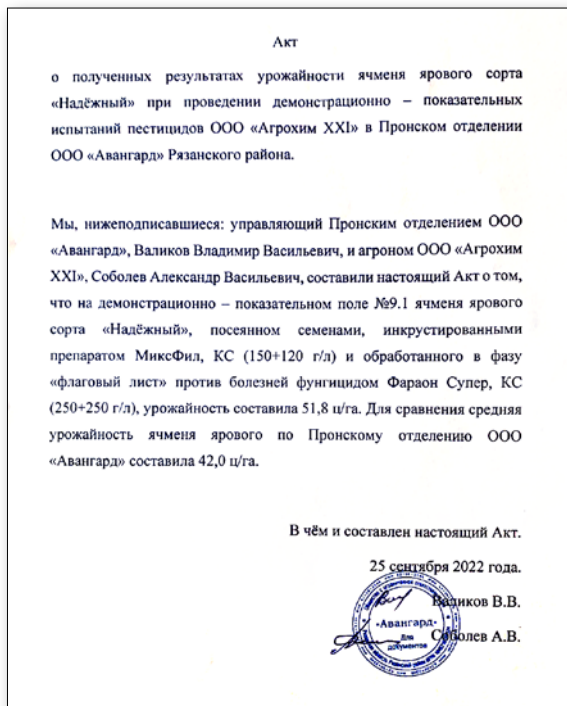 Акт
о полученных результатах урожайности ячменя ярового сорта
«Надёжный» при проведении демонстрационно – показательных
испытаний пестицидов ООО «Агрохим XXI» в Пронском отделении
ООО «Авангард» Рязанского района.
Мы, нижеподписавшиеся: управляющий Пронским отделением ООО
«Авангард», Валиков Владимир Васильевич, и агроном ООО «Агрохим
XXI», Соболев Александр Васильевич, составили настоящий Акт о том,
что на демонстрационно – показательном поле №9.1 ячменя ярового
сорта «Надёжный», посеянном семенами, инкрустированными
препаратом МиксФил, КС (150+120 г/л) и обработанного в фазу
«флаговый лист» против болезней фунгицидом Фараон Супер, КС
(250+250 г/л), урожайность составила 51,8 ц/га. Для сравнения средняя
урожайность ячменя ярового по Пронскому отделению ООО
«Авангард» составила 42,0 ц/га.
В чём и составлен настоящий Акт.
25 сентября 2022 года.
Валиков В.В.
«Авангард»
Для
документов
Соболев А.В.